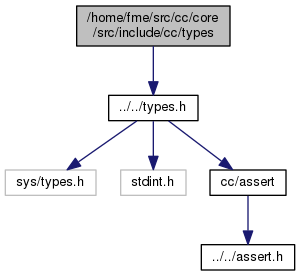 /home/fme/src/cc/core
/src/include/cc/types
../../types.h
sys/types.h
stdint.h
cc/assert
../../assert.h